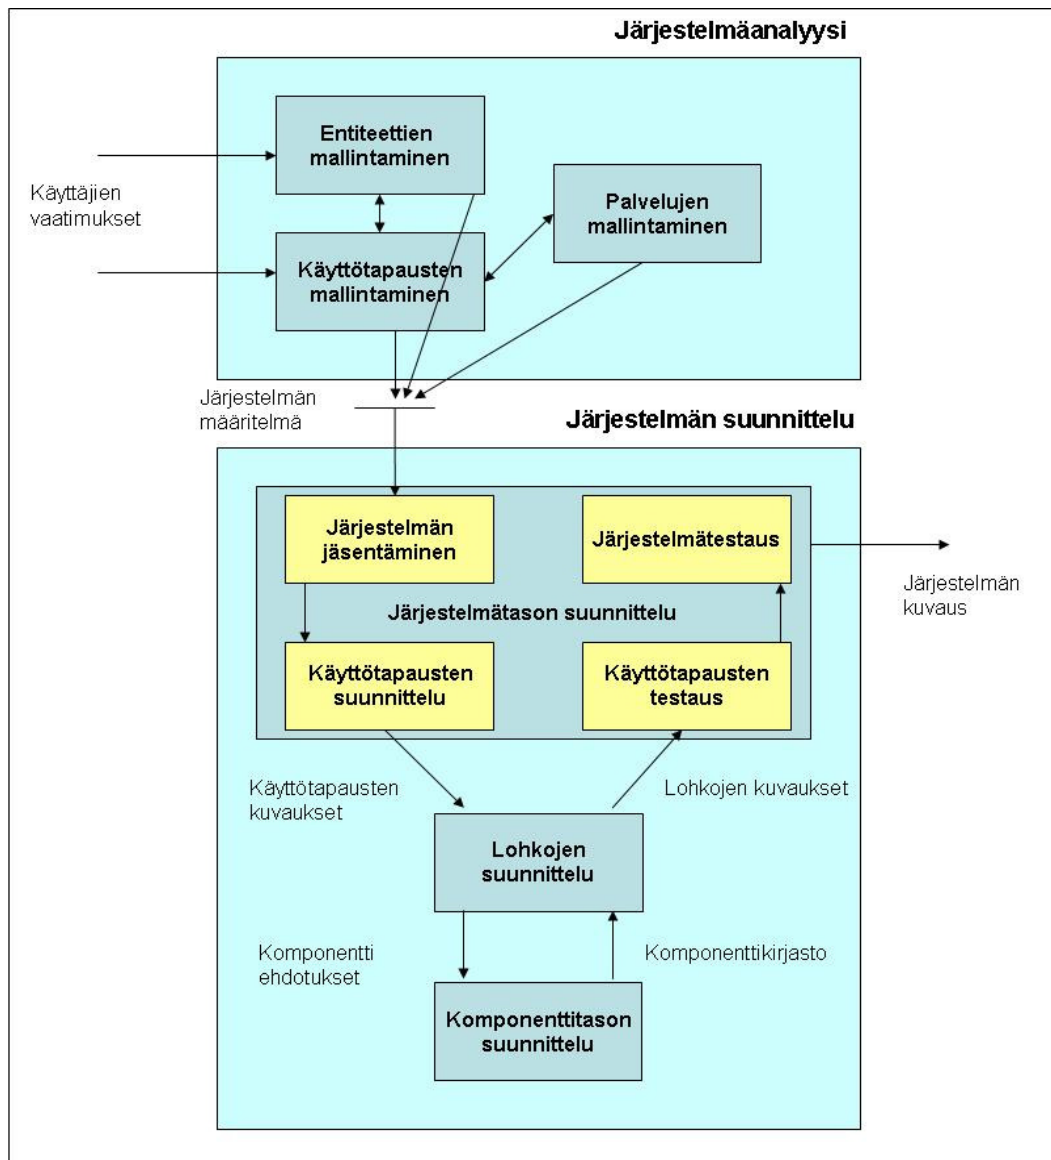 Järjestelmäanalyysi
Entiteettien
mallintaminen
Käyttäjien
vaatimukset
Palvelujen
mallintaminen
Käyttötapausten
mallintaminen
Järjestelmän
määritelmä
Järjestelmän suunnittelu
Järjestelmän
jäsentäminen
Järjestelmätestaus
Järjestelmän
kuvaus
Järjestelmätason suunnittelu
Käyttötapausten
suunnittelu
Käyttötapausten
testaus
Käyttötapausten
kuvaukset
Lohkojen kuvaukset
Lohkojen
suunnittelu
Komponentti
ehdotukset
Komponenttikirjasto
Komponenttitason
suunnittelu